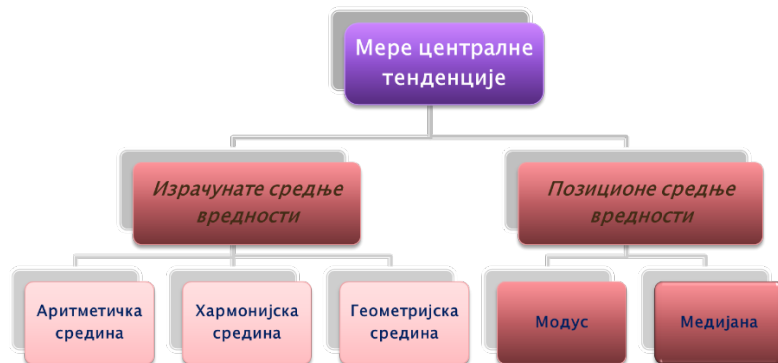 Мере централне
тенденције
Израчунате средње
вредности
Позиционе средње
вредности
Аритметичка
средина
Хармонијска
средина
Геометријска
средина
Модус
Медијана